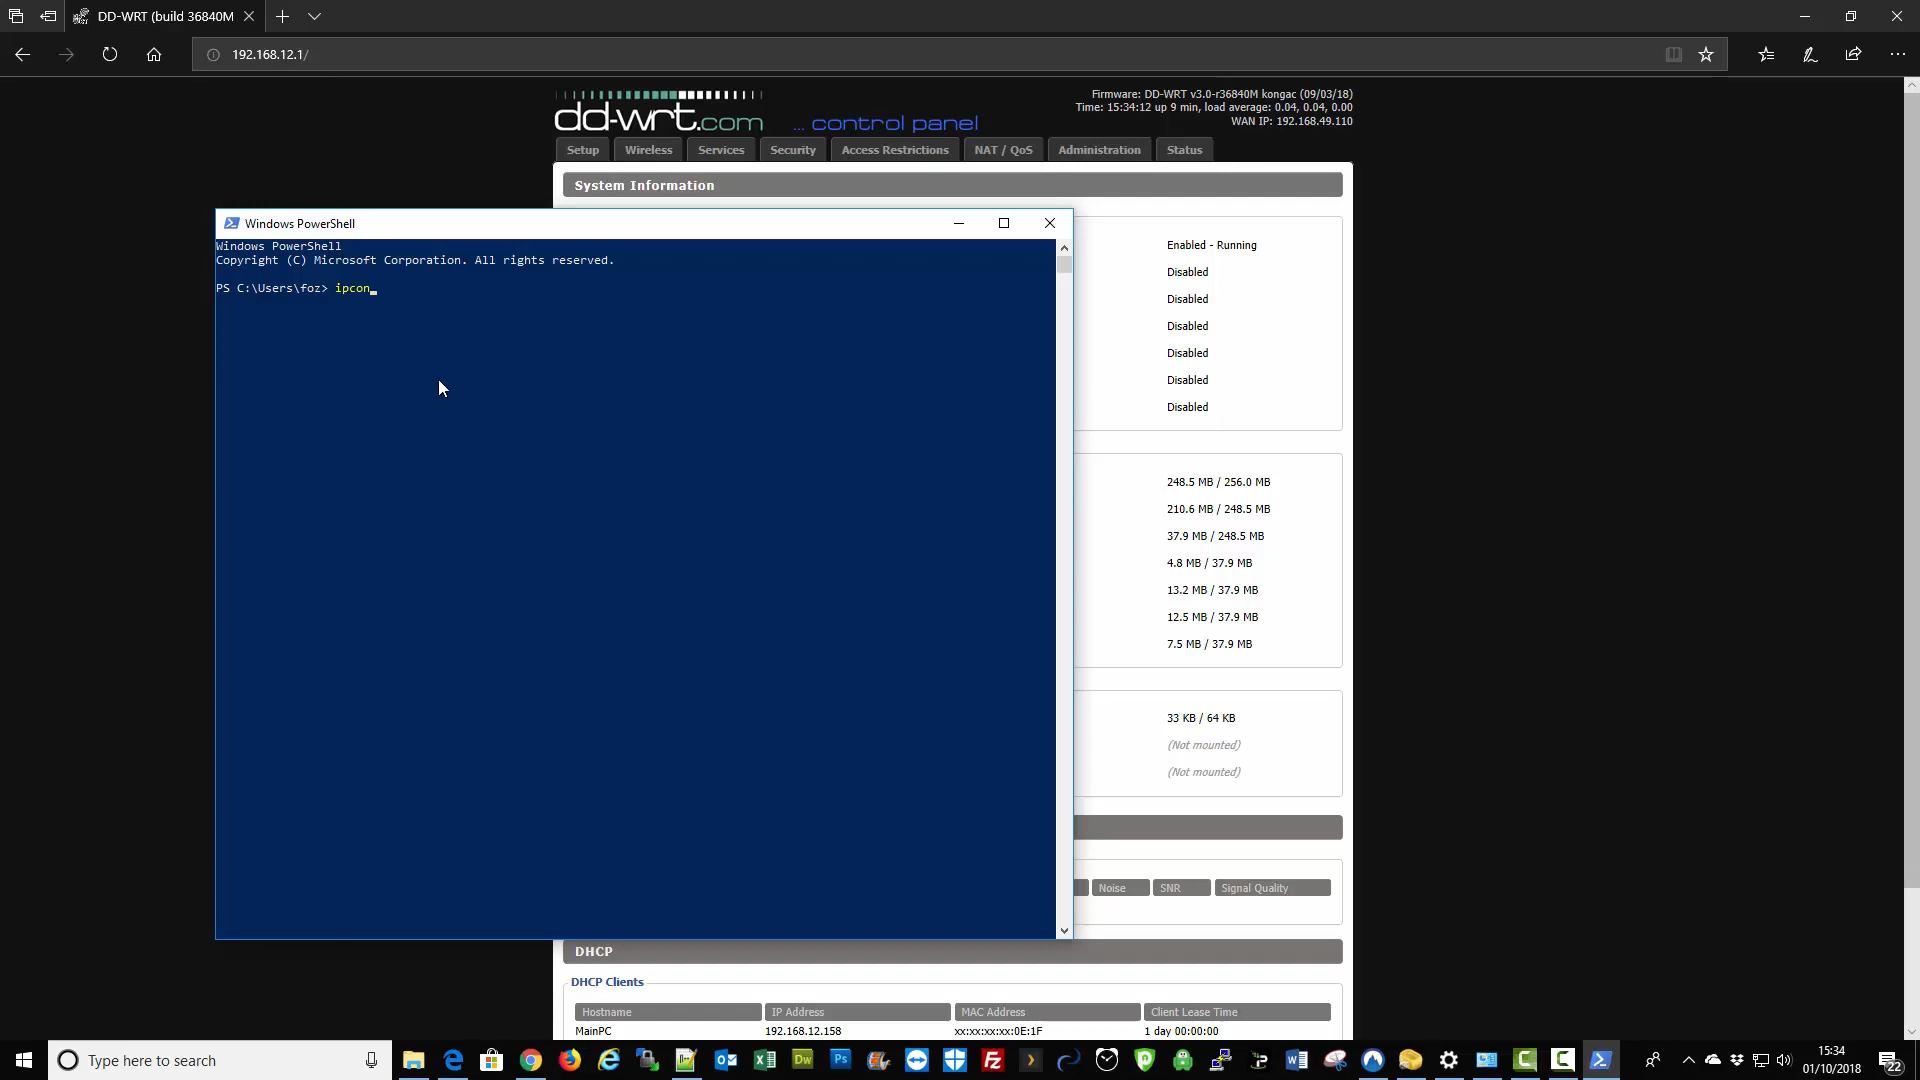 DD-WRT (build 36840M
192.168.12.1/
dd-wrt.com ... control panel
Firmware: DD-WRT v3.0-r36840M kongac (09/03/18)
Time: 15:34:12 up 9 min, load average: 0.04, 0.04, 0.00
WAN IP: 192.168.49.110
Setup Wireless Services Security Access Restrictions NAT / QoS Administration Status
System Information
Windows PowerShell
Windows PowerShell
Copyright (C) Microsoft Corporation. All rights reserved.
PS C:\Users\foz> ipcon_
Enabled - Running
Disabled
Disabled
Disabled
Disabled
Disabled
Disabled
248.5 MB / 256.0 MB
210.6 MB / 248.5 MB
37.9 MB / 248.5 MB
4.8 MB / 37.9 MB
13.2 MB / 37.9 MB
12.5 MB / 37.9 MB
7.5 MB / 37.9 MB
33 KB / 64 KB
(Not mounted)
(Not mounted)
Noise SNR Signal Quality
DHCP
DHCP Clients
Hostname IP Address MAC Address Client Lease Time
MainPC 192.168.12.158 xx:xx:xx:xx:0E:1F 1 day 00:00:00
Type here to search
Dw
Ps
15:34
01/10/2018
22